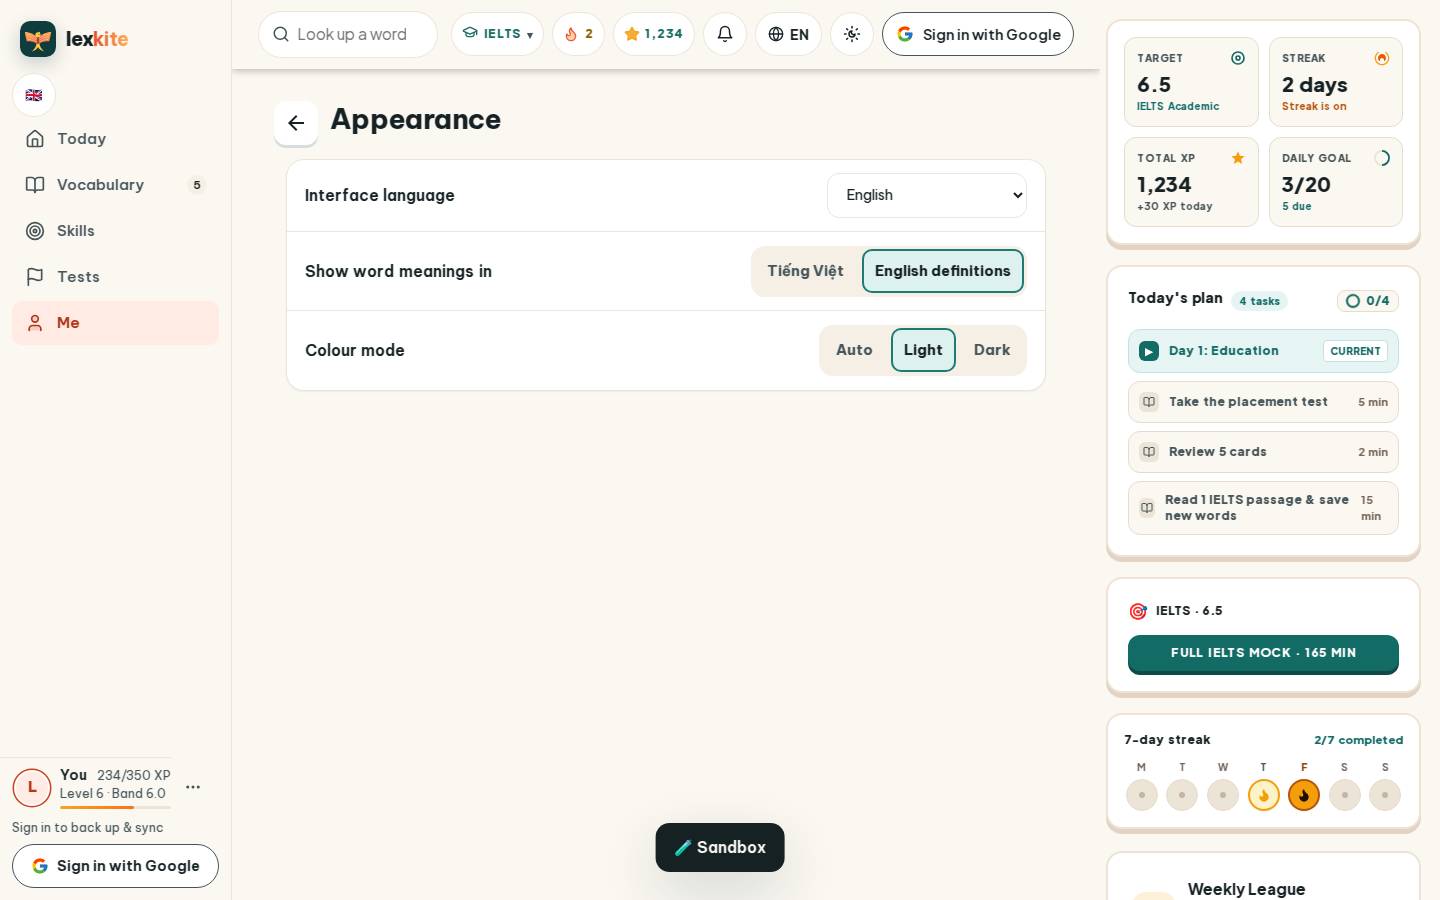 lexkite
Today
Vocabulary 5
Skills
Tests
Me
L
You 234/350 XP
Level 6 · Band 6.0
Sign in to back up & sync
Sign in with Google
Look up a word
IELTS ▾
2
1,234
EN
Sign in with Google
Appearance
Interface language
English
Show word meanings in
Tiếng Việt
English definitions
Colour mode
Auto
Light
Dark
🧪 Sandbox
TARGET
6.5
IELTS Academic
STREAK
2 days
Streak is on
TOTAL XP
1,234
+30 XP today
DAILY GOAL
3/20
5 due
Today's plan 4 tasks 0/4
Day 1: Education CURRENT
Take the placement test 5 min
Review 5 cards 2 min
Read 1 IELTS passage & save new words 15 min
IELTS · 6.5
FULL IELTS MOCK · 165 MIN
7-day streak 2/7 completed
M T W T F S S
Weekly League